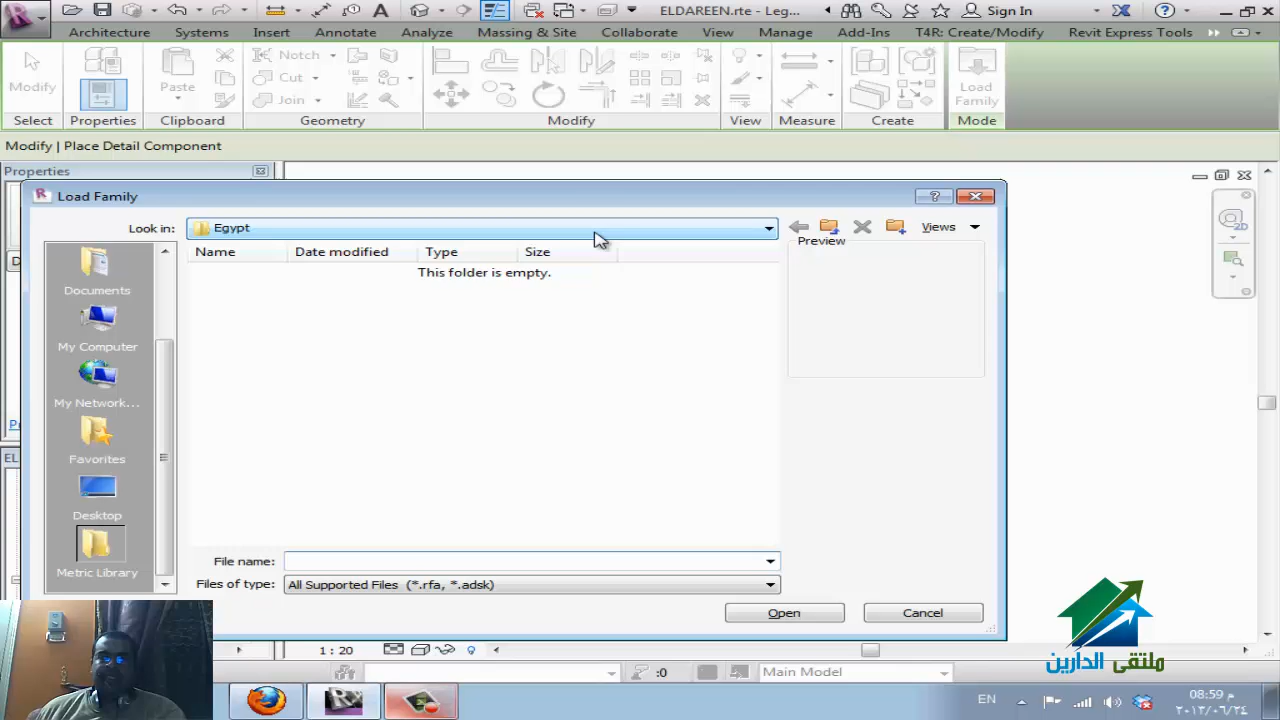 ELDAREEN.rte - Leg...
Sign In
Architecture
Systems
Insert
Annotate
Analyze
Massing & Site
Collaborate
View
Manage
Add-Ins
T4R: Create/Modify
Revit Express Tools
Modify
Paste
Notch
Cut
Join
Load
Family
Select
Properties
Clipboard
Geometry
Modify
View
Measure
Create
Mode
Modify | Place Detail Component
Properties
Load Family
Look in:
Egypt
Views
Name
Date modified
Type
Size
Preview
This folder is empty.
Documents
My Computer
My Network...
Favorites
Desktop
Metric Library
File name:
Files of type:
All Supported Files (*.rfa, *.adsk)
Open
Cancel
1 : 20
:0
Main Model
ملتقى الدارين
EN
08:59 م
٢٠١٣/٠٦/٢٤